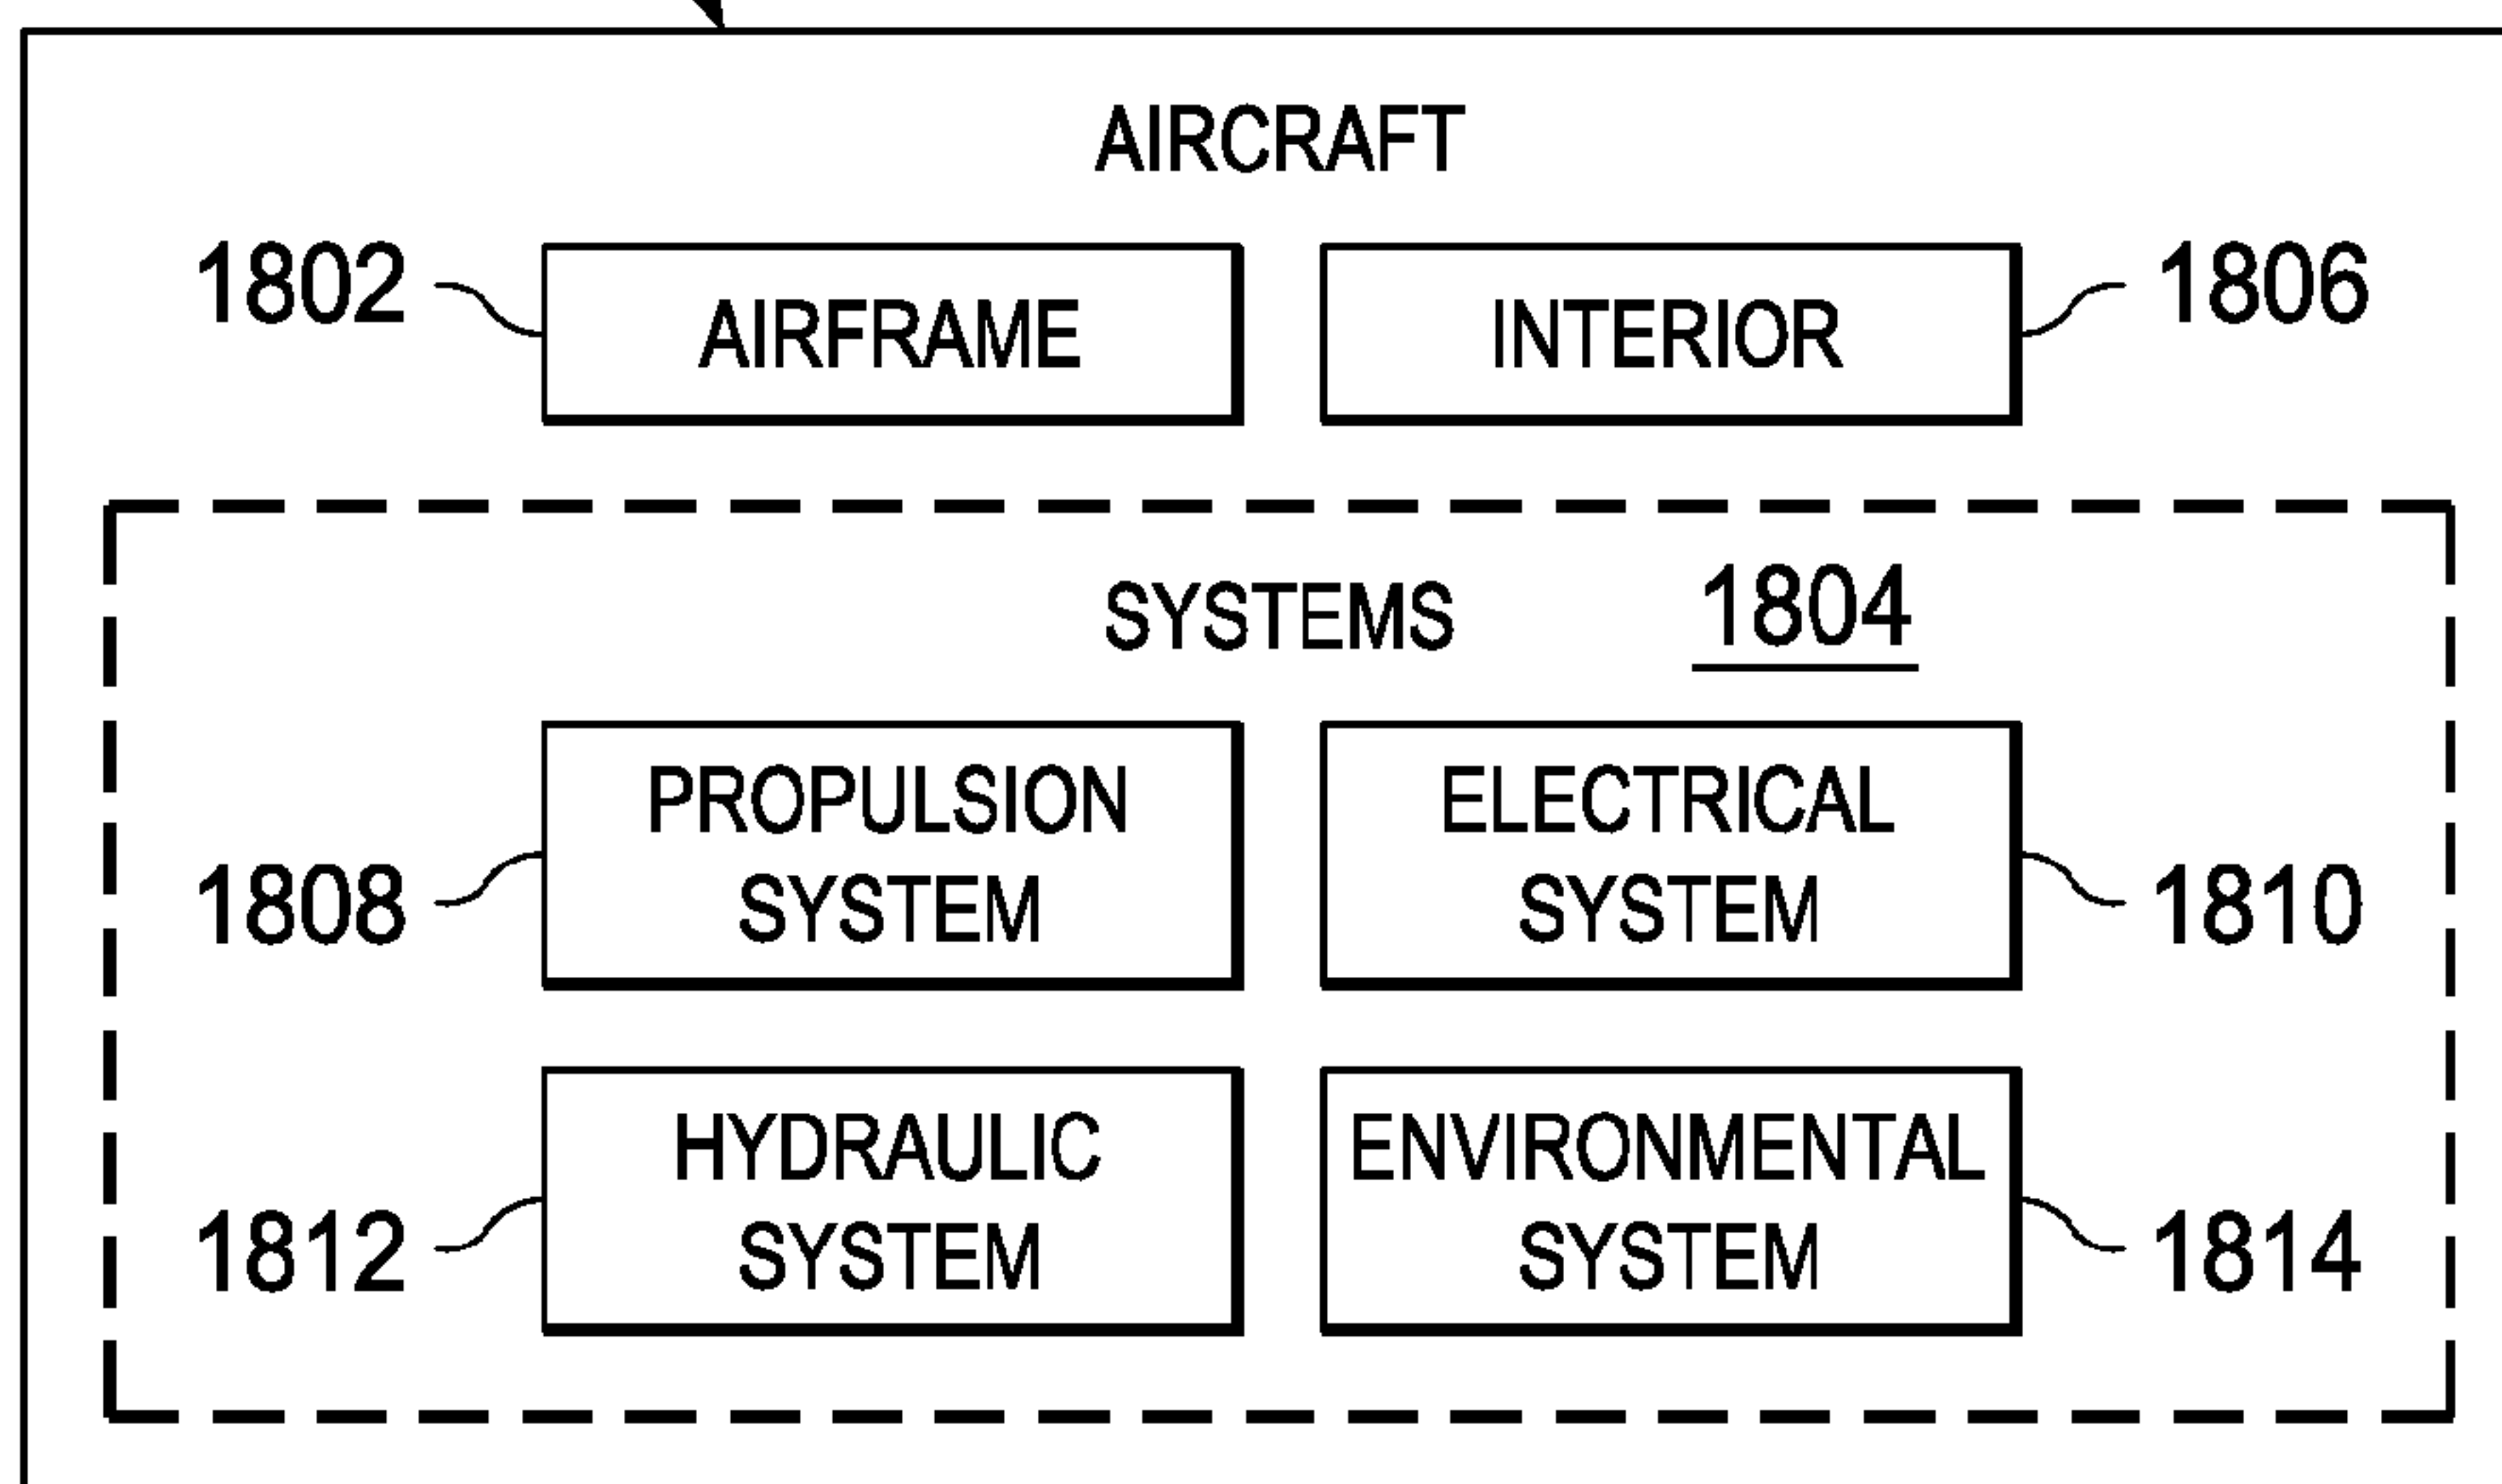 AIRCRAFT
1802 AIRFRAME INTERIOR 1806
SYSTEMS 1804
PROPULSION ELECTRICAL
1808 SYSTEM SYSTEM 1810
HYDRAULIC ENVIRONMENTAL
1812 SYSTEM SYSTEM 1814